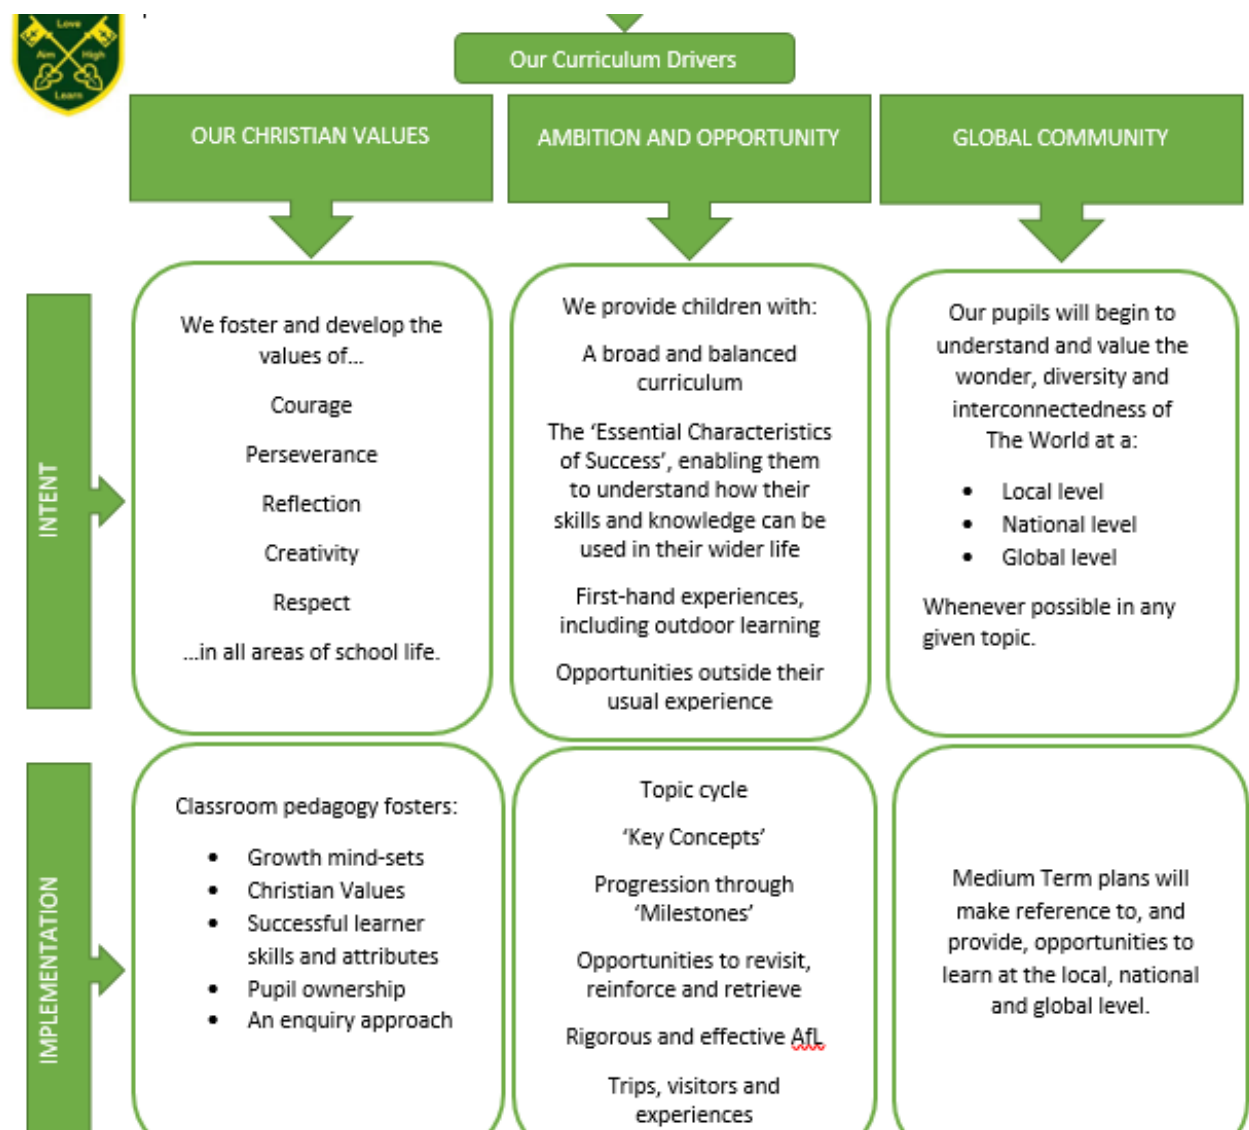 Love
Aim High
Learn
Our Curriculum Drivers
OUR CHRISTIAN VALUES
AMBITION AND OPPORTUNITY
GLOBAL COMMUNITY
INTENT
We foster and develop the
values of...
Courage
Perseverance
Reflection
Creativity
Respect
...in all areas of school life.
We provide children with:
A broad and balanced
curriculum
The ‘Essential Characteristics
of Success’, enabling them
to understand how their
skills and knowledge can be
used in their wider life
First-hand experiences,
including outdoor learning
Opportunities outside their
usual experience
Our pupils will begin to
understand and value the
wonder, diversity and
interconnectedness of
The World at a:
• Local level
• National level
• Global level
Whenever possible in any
given topic.
IMPLEMENTATION
Classroom pedagogy fosters:
• Growth mind-sets
• Christian Values
• Successful learner
skills and attributes
• Pupil ownership
• An enquiry approach
Topic cycle
‘Key Concepts’
Progression through
‘Milestones’
Opportunities to revisit,
reinforce and retrieve
Rigorous and effective AfL
Trips, visitors and
experiences
Medium Term plans will
make reference to, and
provide, opportunities to
learn at the local, national
and global level.